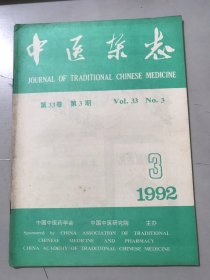 中医杂志
JOURNAL OF TRADITIONAL CHINESE MEDICINE
第33卷 第3期 Vol. 33 No. 3
3
1992
中国中医药学会 中国中医研究院 主办
Sponsored by CHINA ASSOCIATION OF TRADITIONAL
CHINESE MEDICINE AND PHARMACY
CHINA ACADEMY OF TRADITIONAL CHINESE MEDICINE